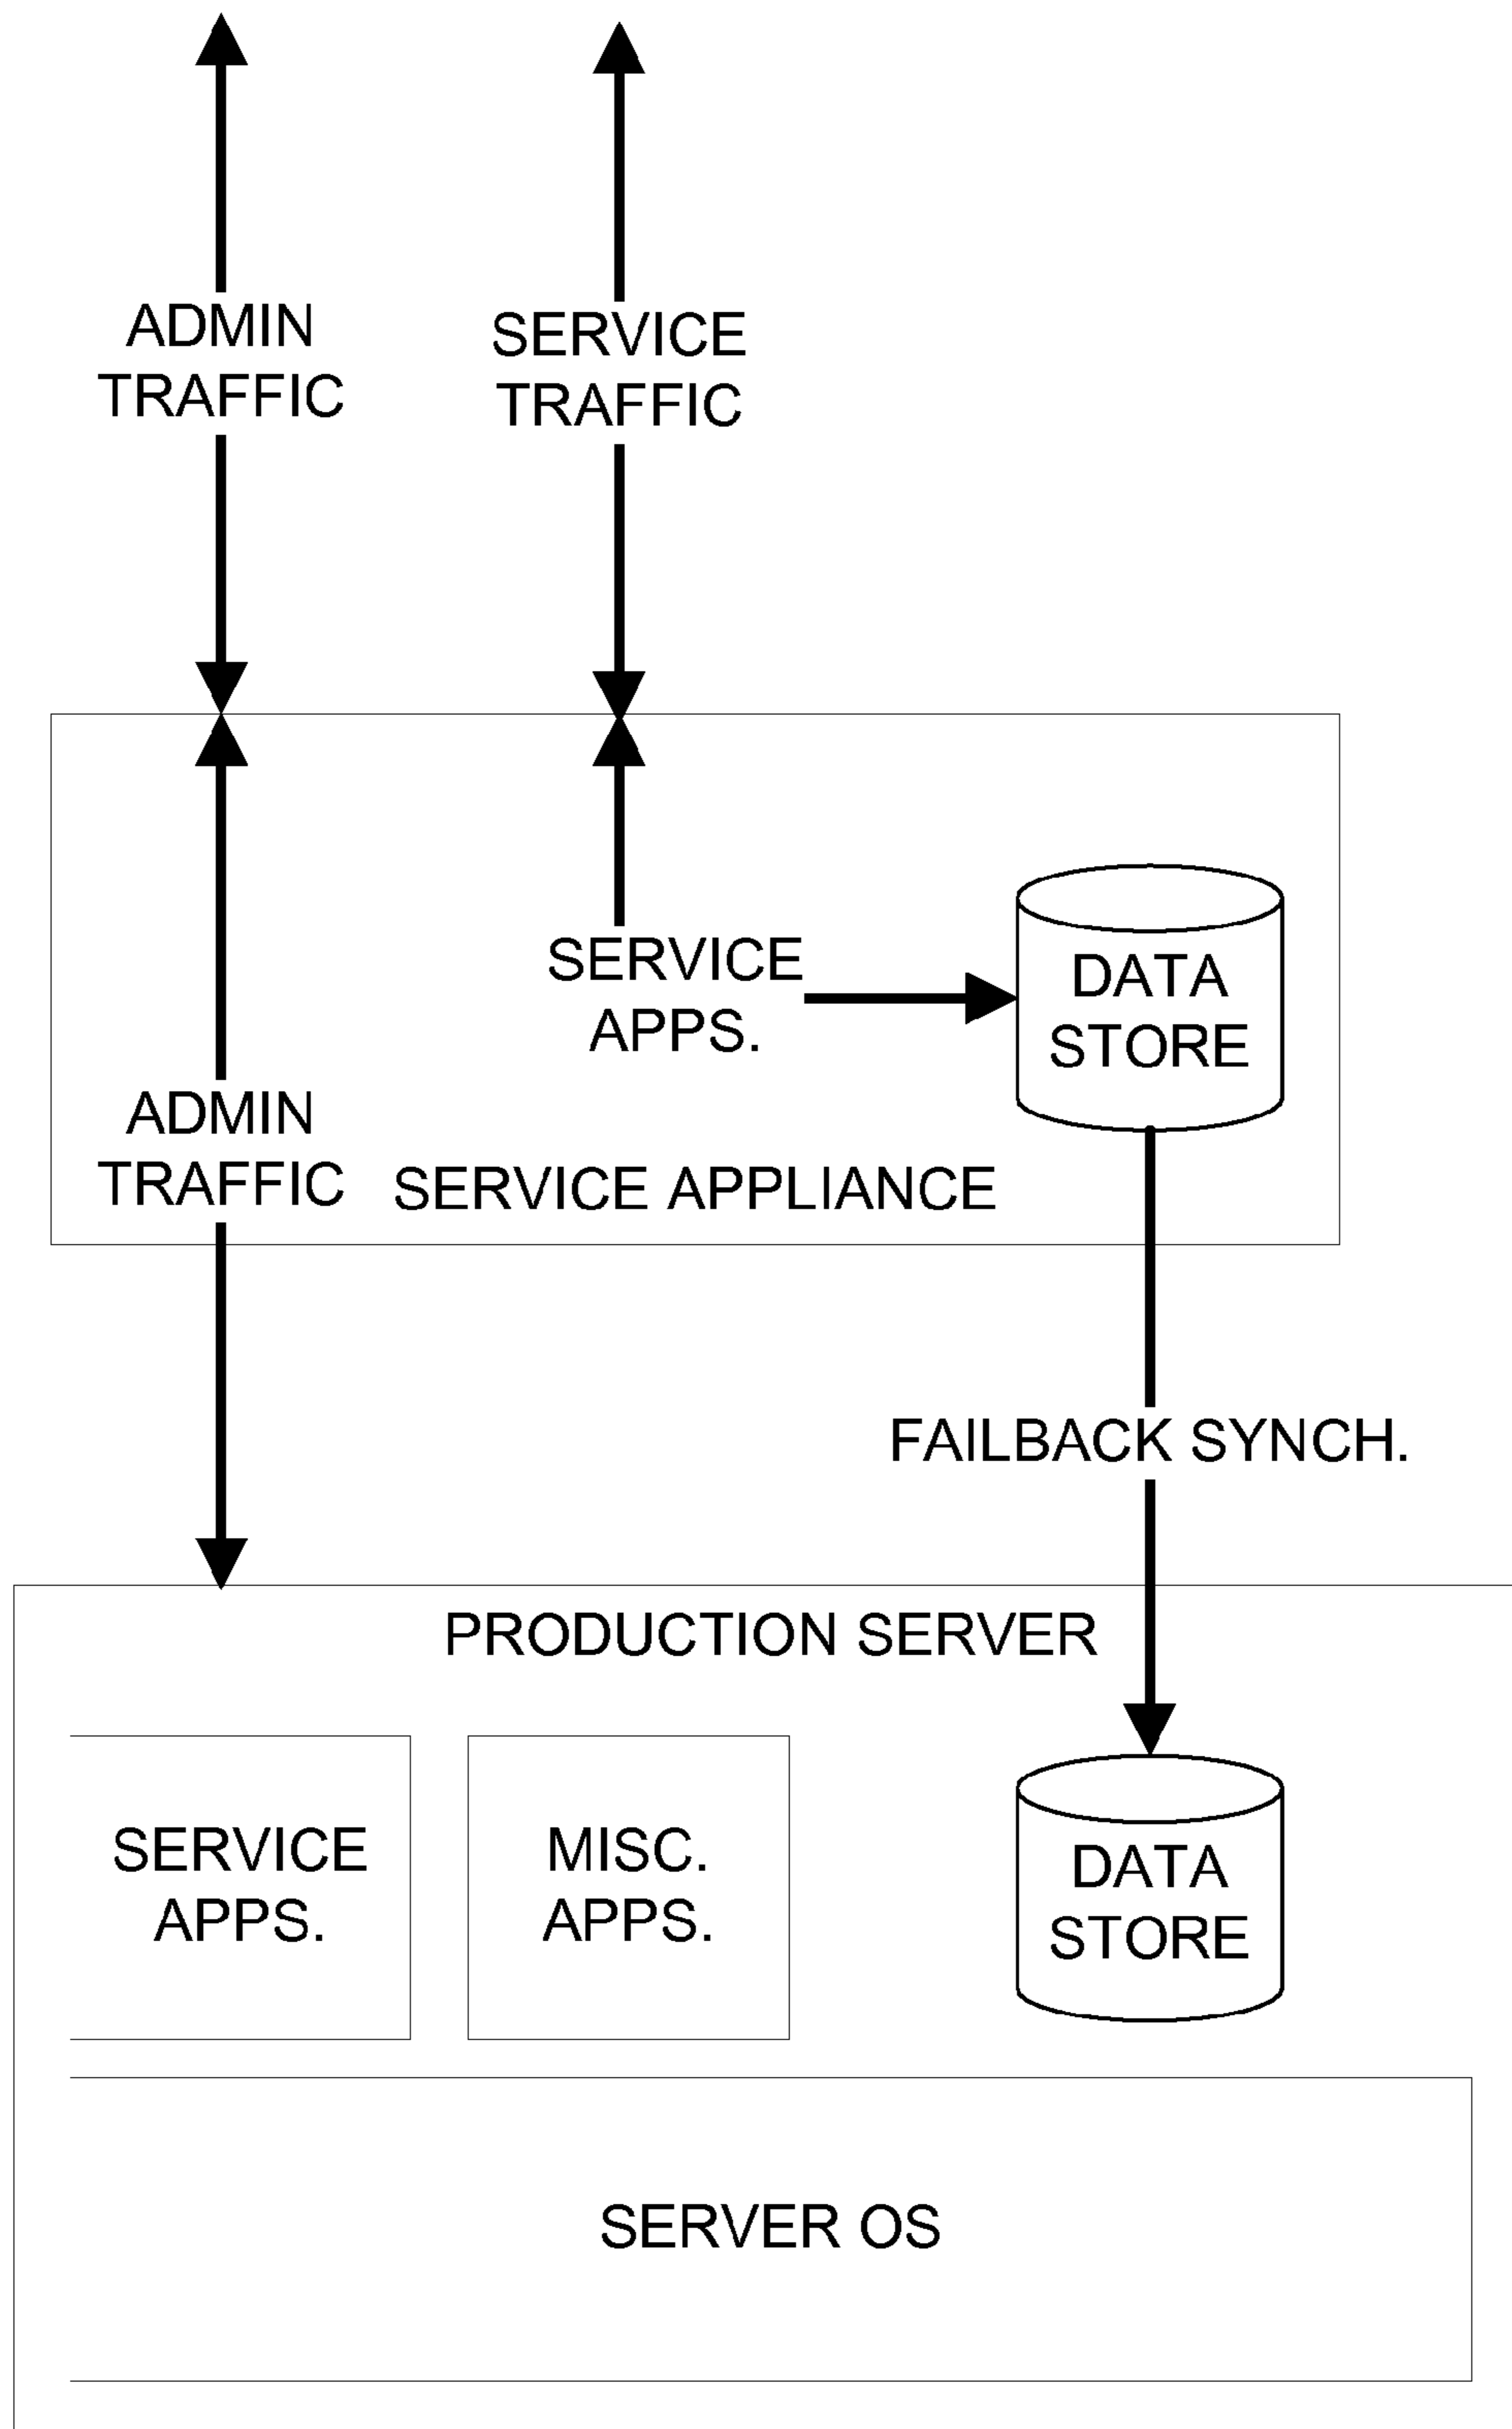 ADMIN
TRAFFIC
SERVICE
TRAFFIC
SERVICE
APPS.
DATA
STORE
ADMIN
TRAFFIC
SERVICE APPLIANCE
FAILBACK SYNCH.
PRODUCTION SERVER
SERVICE
APPS.
MISC.
APPS.
DATA
STORE
SERVER OS